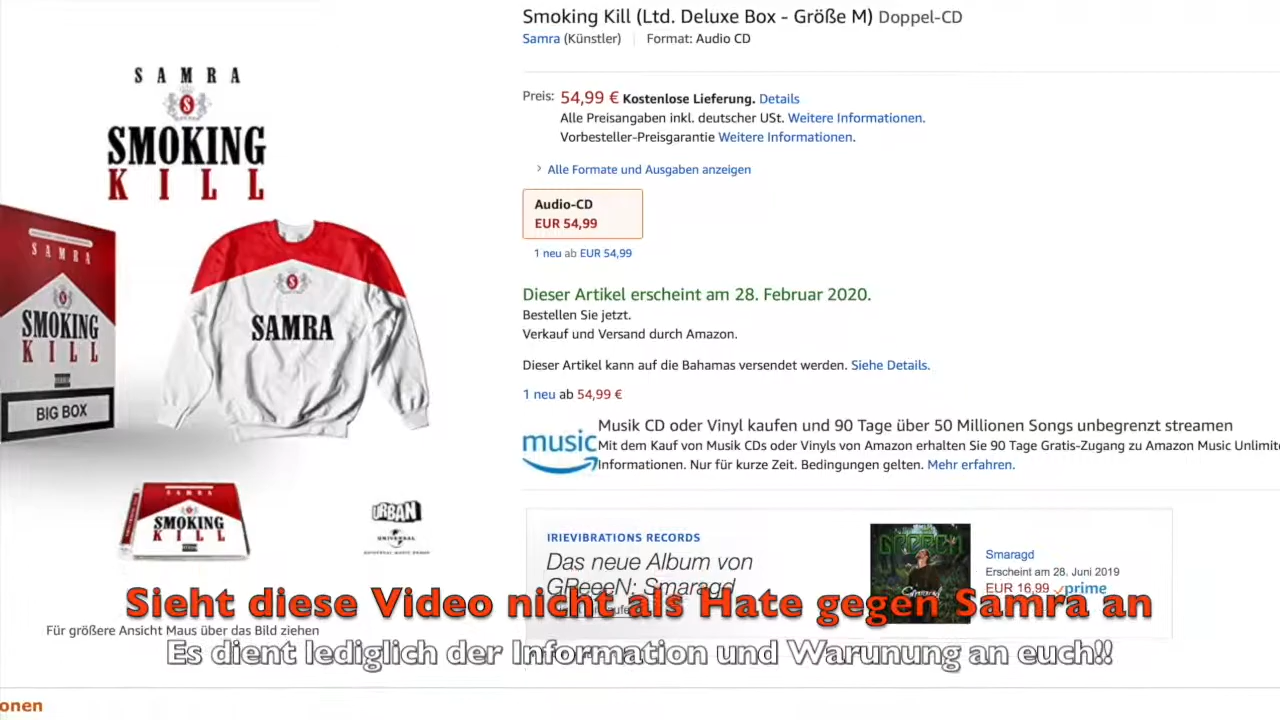 Smoking Kill (Ltd. Deluxe Box - Größe M) Doppel-CD
Samra (Künstler) | Format: Audio CD
Preis: 54,99 € Kostenlose Lieferung. Details
Alle Preisangaben inkl. deutscher USt. Weitere Informationen.
Vorbesteller-Preisgarantie Weitere Informationen.
› Alle Formate und Ausgaben anzeigen
Audio-CD
EUR 54,99
1 neu ab EUR 54,99
Dieser Artikel erscheint am 28. Februar 2020.
Bestellen Sie jetzt.
Verkauf und Versand durch Amazon.
Dieser Artikel kann auf die Bahamas versendet werden. Siehe Details.
1 neu ab 54,99 €
music
Musik CD oder Vinyl kaufen und 90 Tage über 50 Millionen Songs unbegrenzt streamen
Mit dem Kauf von Musik CDs oder Vinyls von Amazon erhalten Sie 90 Tage Gratis-Zugang zu Amazon Music Unlimite
Informationen. Nur für kurze Zeit. Bedingungen gelten. Mehr erfahren.
IRIEVIBRATIONS RECORDS
Das neue Album von
GReeeN: Smaragd
GReeeN
Smaragd
Erscheint am 28. Juni 2019
EUR 16,99 prime
SAMRA
S
SMOKING
KILL
SAMRA
SMOKING
KILL
BIG BOX
S
SAMRA
SAMRA
SMOKING
KILL
URBAN
UNIVERSAL
UNIVERSAL MUSIC GROUP
Für größere Ansicht Maus über das Bild ziehen
Sieht diese Video nicht als Hate gegen Samra an
Es dient lediglich der Information und Warunung an euch!!
onen